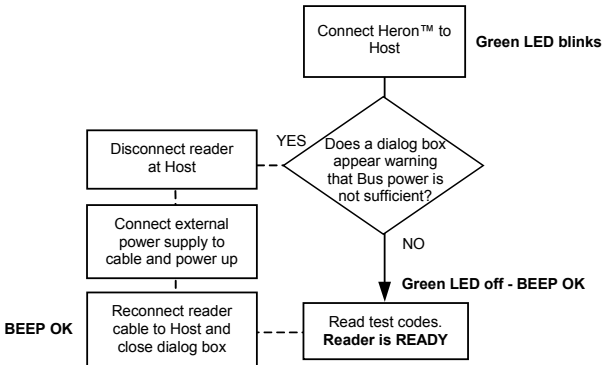 Connect Heron™ to
Host
Green LED blinks
YES
Does a dialog box
appear warning
that Bus power is
not sufficient?
Disconnect reader
at Host
Connect external
power supply to
cable and power up
NO
Green LED off - BEEP OK
BEEP OK
Reconnect reader
cable to Host and
close dialog box
Read test codes.
Reader is READY